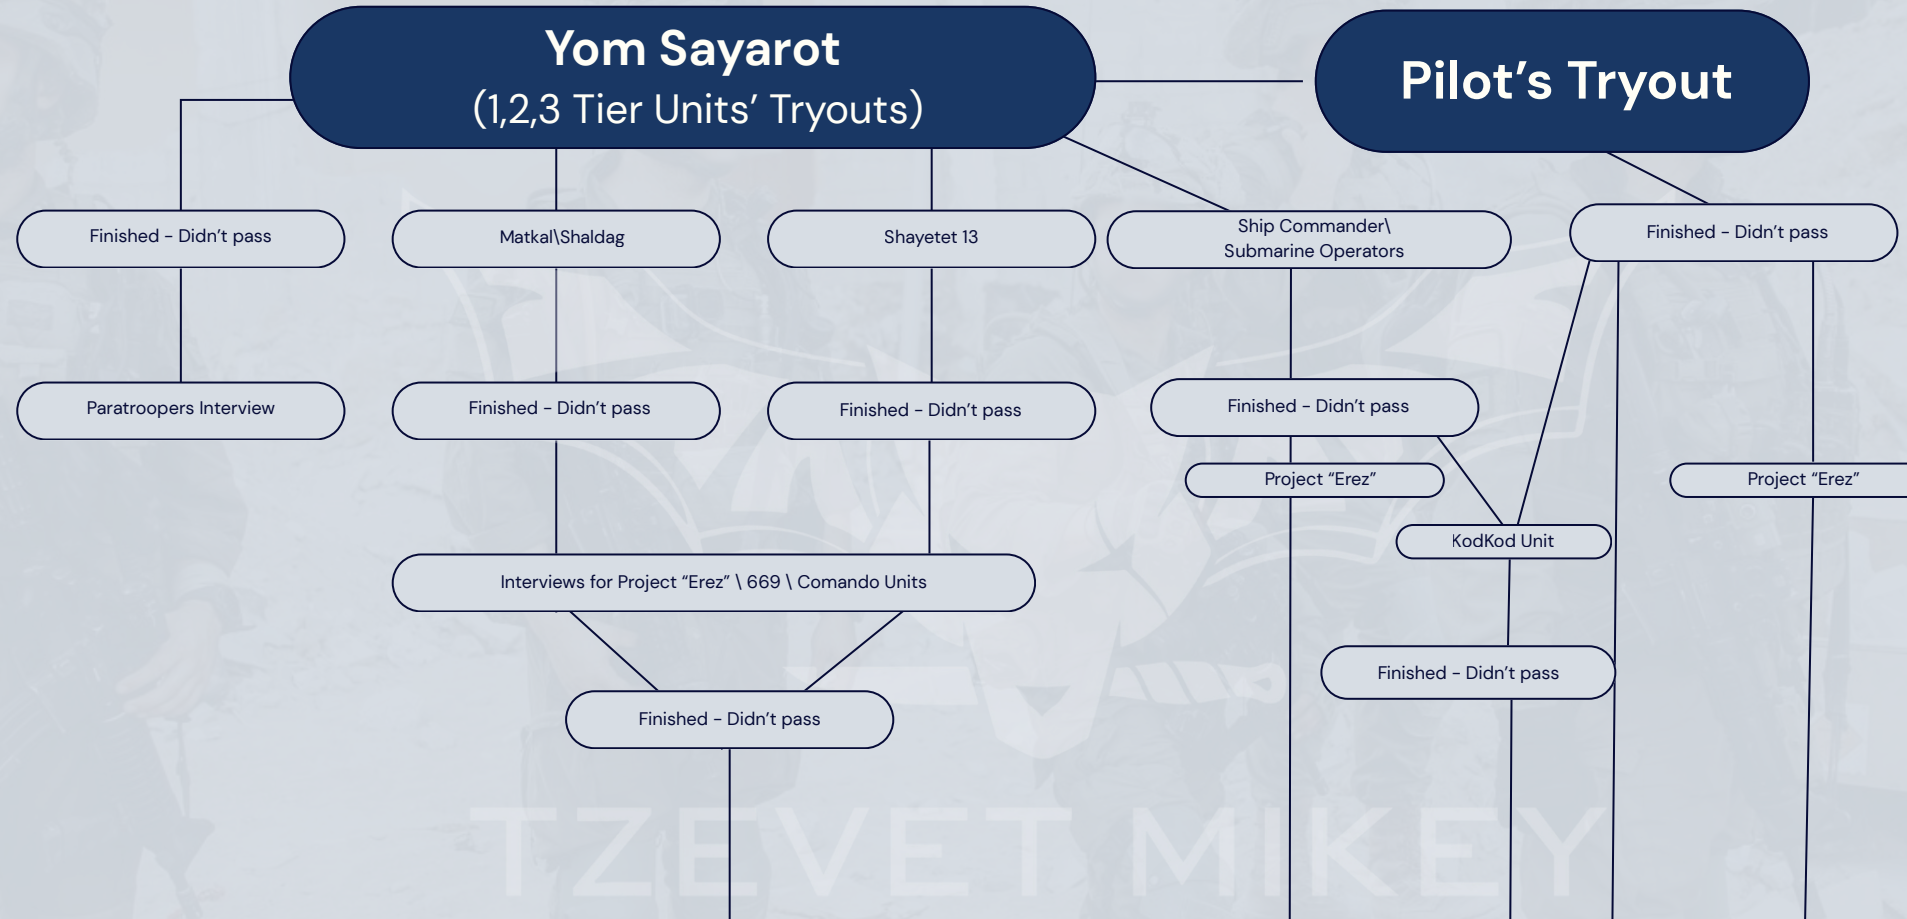 Yom Sayarot
(1,2,3 Tier Units’ Tryouts)
Pilot’s Tryout
Finished - Didn’t pass
Matkal\Shaldag
Shayetet 13
Ship Commander\
Submarine Operators
Finished - Didn’t pass
Paratroopers Interview
Finished - Didn’t pass
Finished - Didn’t pass
Finished - Didn’t pass
Project “Erez”
Project “Erez”
KodKod Unit
Interviews for Project “Erez” \ 669 \ Comando Units
Finished - Didn’t pass
Finished - Didn’t pass
TZEVET MIKEY